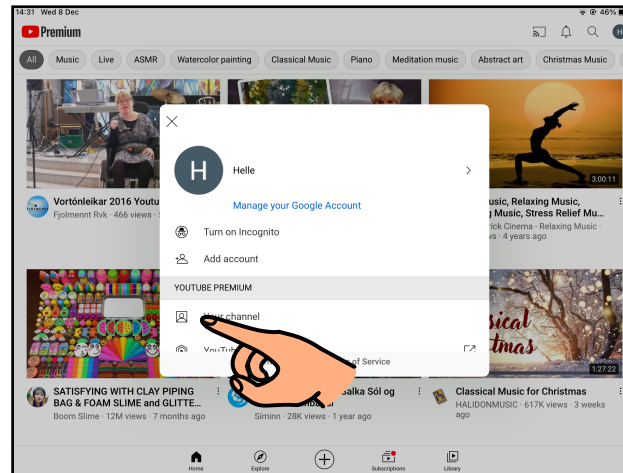 14:31 Wed 8 Dec
46%
Premium
H
All
Music
Live
ASMR
Watercolor painting
Classical Music
Piano
Meditation music
Abstract art
Christmas Music
3:00:11
H
Helle
Manage your Google Account
Turn on Incognito
Add account
YOUTUBE PREMIUM
Your channel
of Service
Vortónleikar 2016 Youtu
Fjolmennt Rvk · 466 views ·
usic, Relaxing Music,
g Music, Stress Relief Mu...
rick Cinema - Relaxing Music ·
ws · 4 years ago
sical
tmas
1:27:22
SATISFYING WITH CLAY PIPING
BAG & FOAM SLIME and GLITTE...
Boom Slime · 12M views · 7 months ago
Salka Sól og
Síminn · 28K views · 1 year ago
Classical Music for Christmas
HALIDONMUSIC · 617K views · 3 weeks
ago
Home
Explore
Subscriptions
Library